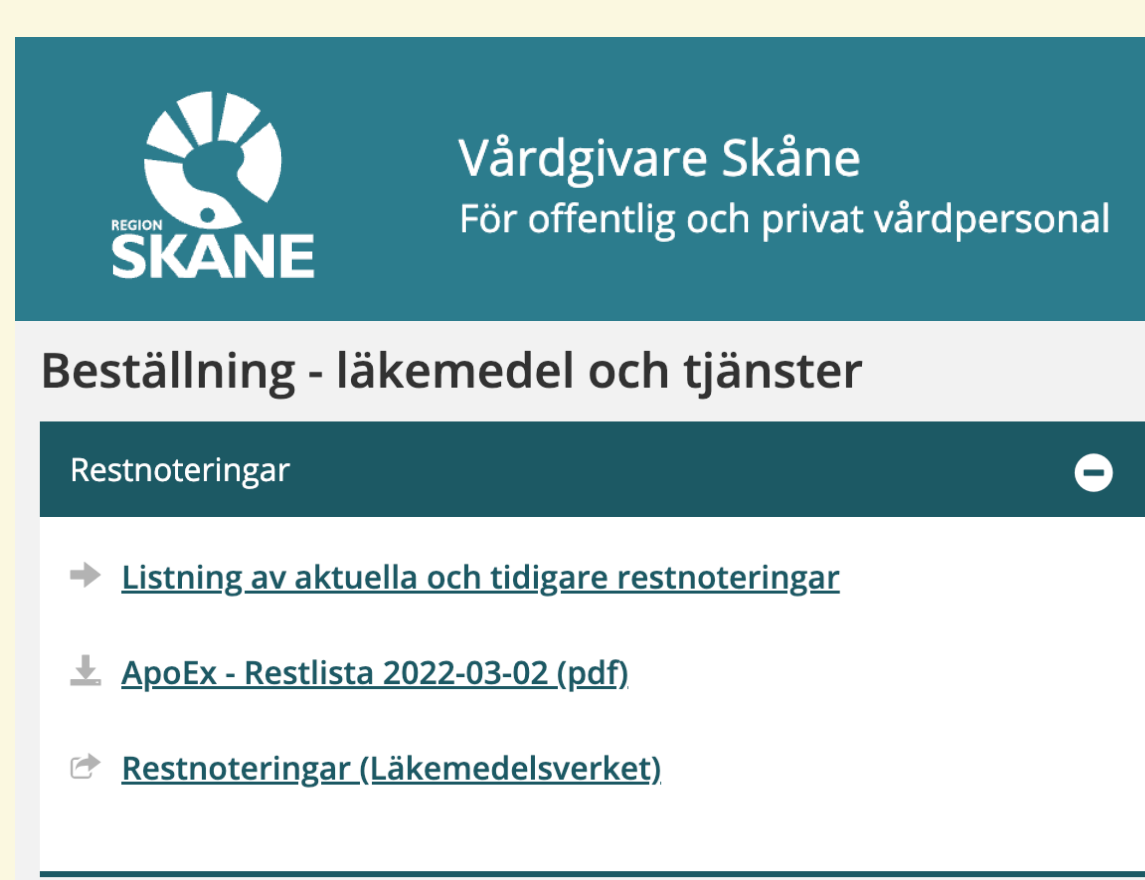 REGION
SKÅNE
Vårdgivare Skåne
För offentlig och privat vårdpersonal
Beställning - läkemedel och tjänster
Restnoteringar
Listning av aktuella och tidigare restnoteringar
ApoEx - Restlista 2022-03-02 (pdf)
Restnoteringar (Läkemedelsverket)